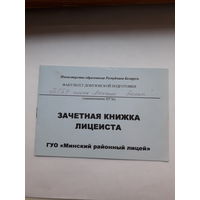 Министерство образования Республики Беларусь
ФАКУЛЬТЕТ ДОВУЗОВСКОЙ ПОДГОТОВКИ
ЗАЧЕТНАЯ КНИЖКА
ЛИЦЕИСТА
ГУО «Минский районный лицей»